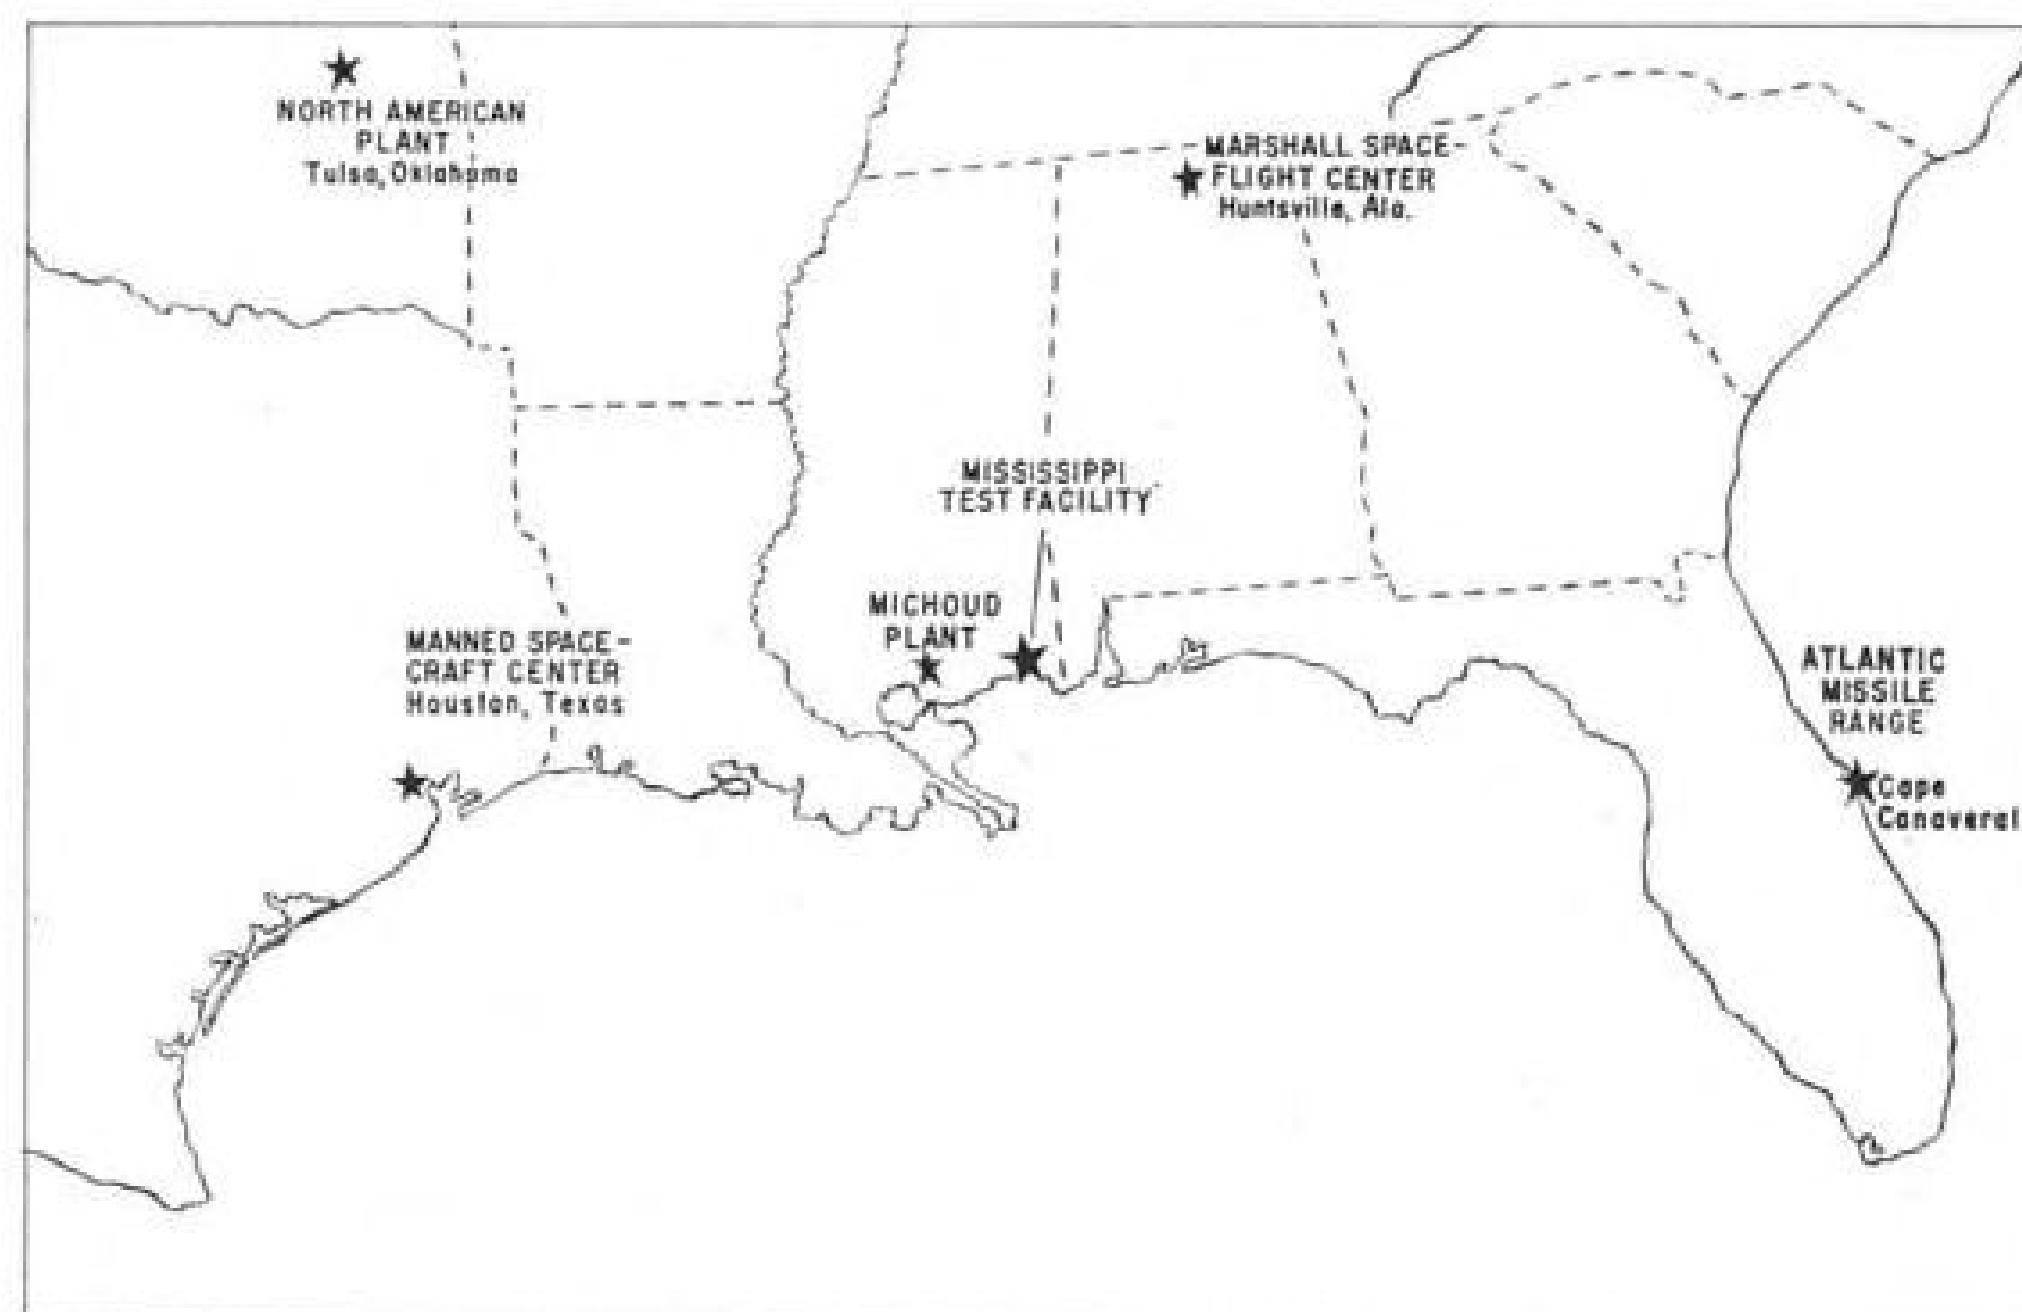 NORTH AMERICAN
PLANT
Tulsa, Oklahoma
MARSHALL SPACE-
FLIGHT CENTER
Huntsville, Ala.
MISSISSIPPI
TEST FACILITY
MICHOUD
PLANT
MANNED SPACE-
CRAFT CENTER
Houston, Texas
ATLANTIC
MISSILE
RANGE
Cape
Canaveral